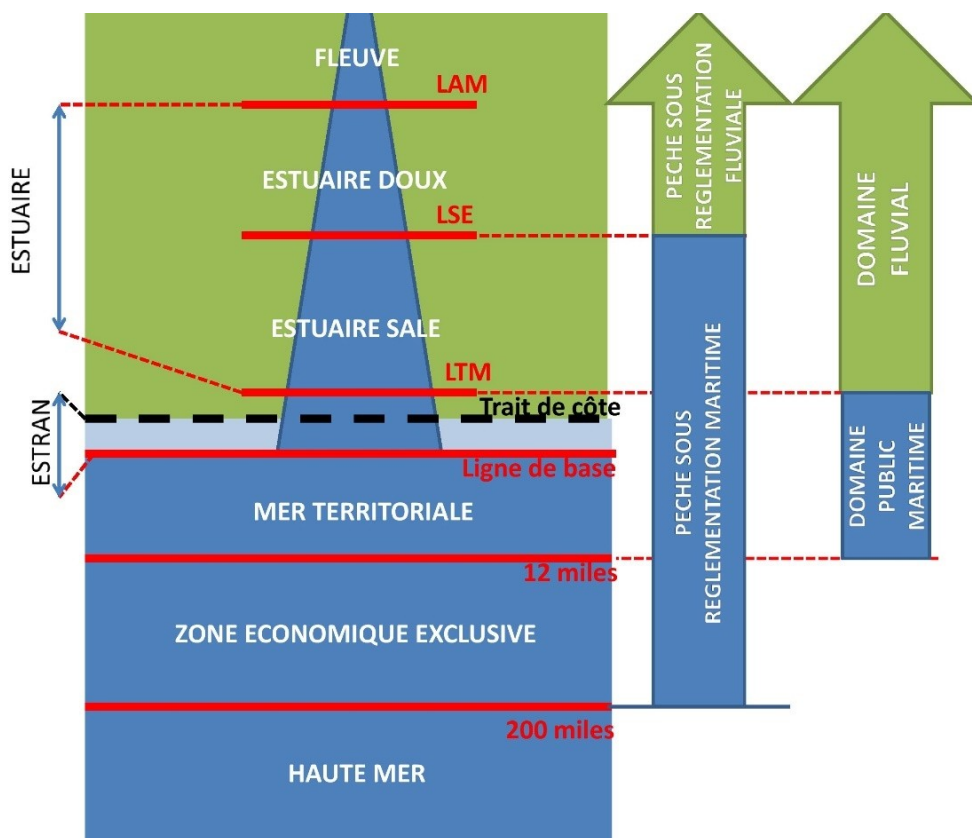 FLEUVE
LAM
ESTUAIRE DOUX
LSE
ESTUAIRE SALE
LTM
Trait de côte
Ligne de base
MER TERRITORIALE
12 miles
ZONE ECONOMIQUE EXCLUSIVE
200 miles
HAUTE MER
ESTUAIRE
ESTRAN
PECHE SOUS
REGLEMENTATION
FLUVIALE
PECHE SOUS
REGLEMENTATION MARITIME
DOMAINE
FLUVIAL
DOMAINE
PUBLIC
MARITIME